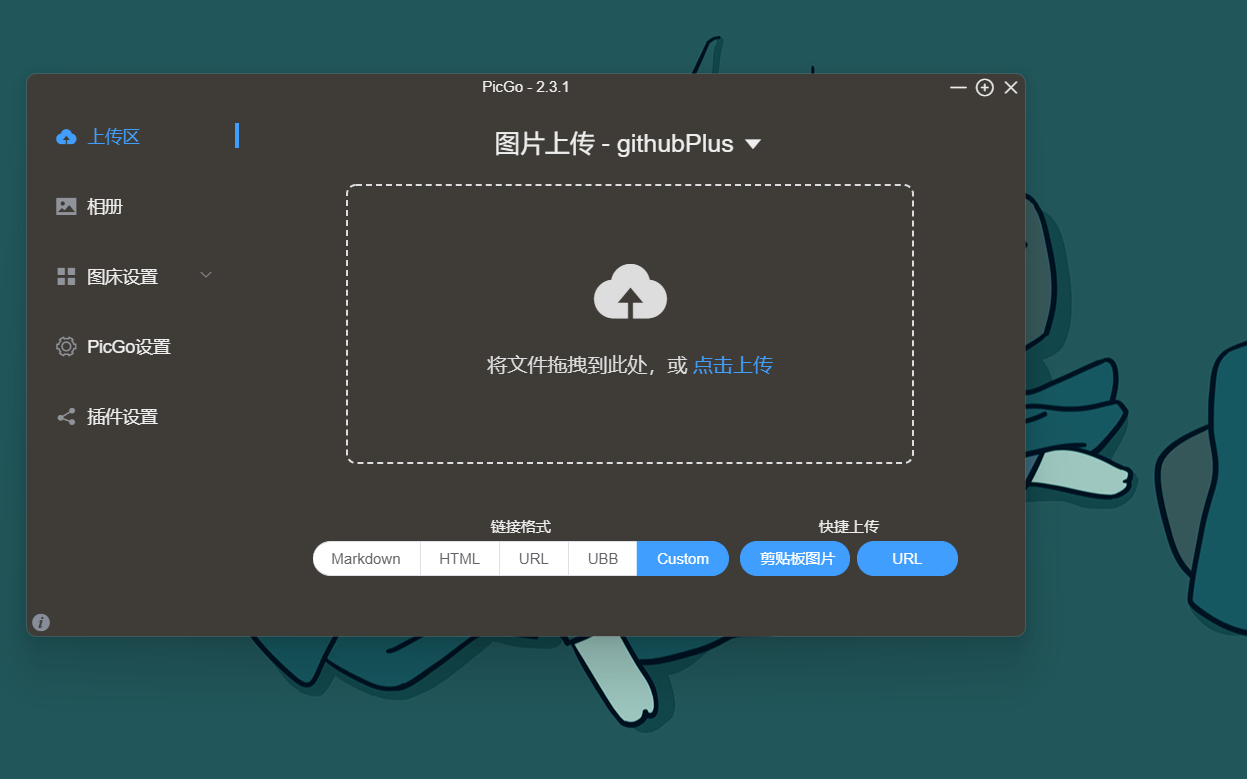 PicGo - 2.3.1
上传区
相册
图床设置
PicGo设置
插件设置
图片上传 - githubPlus
将文件拖拽到此处，或 点击上传
链接格式
Markdown HTML URL UBB Custom
快捷上传
剪贴板图片 URL
i